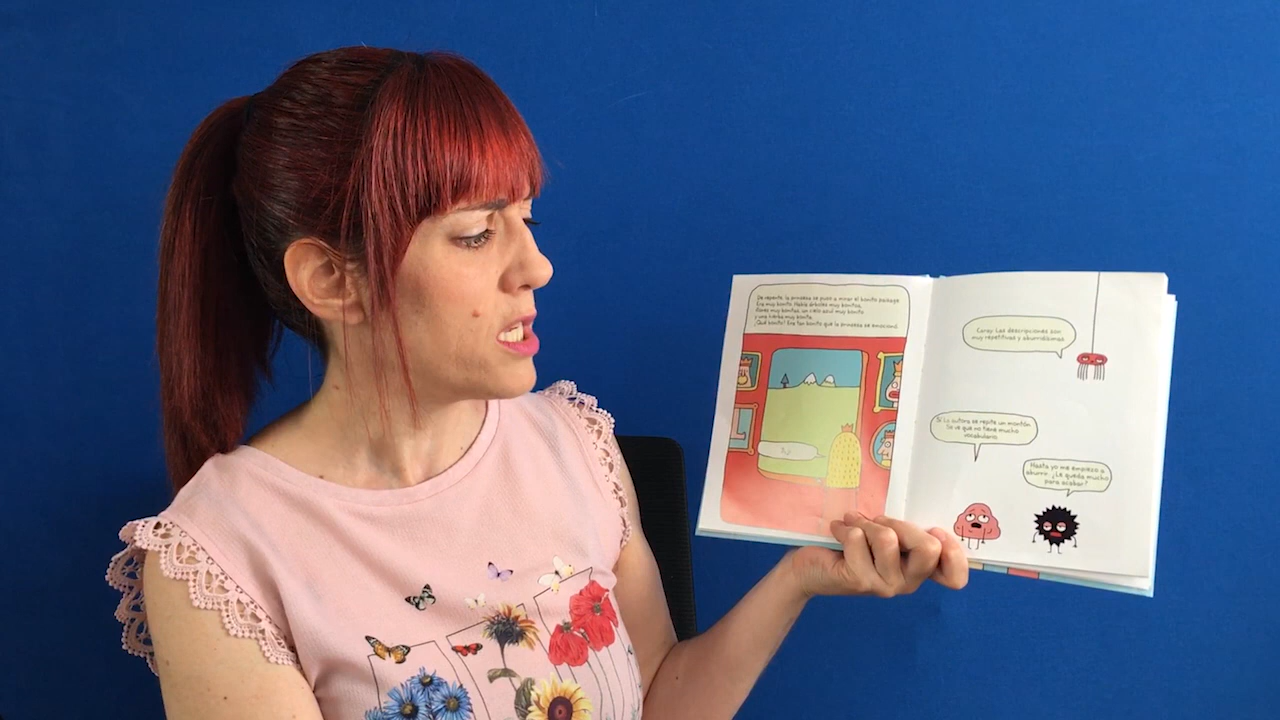 De repente, la princesa se puso a mirar el bonito paisaje.
Era muy bonito. Había árboles muy bonitos,
flores muy bonitas, un cielo azul muy bonito
y una hierba muy bonita.
¡Qué bonito! Era tan bonito que la princesa se emocionó.
Caray. Las descripciones son
muy repetitivas y aburridísimas.
Sí. La autora se repite un montón.
Se ve que no tiene mucho
vocabulario.
Hasta yo me empiezo a
aburrir. ¿Le queda mucho
para acabar?